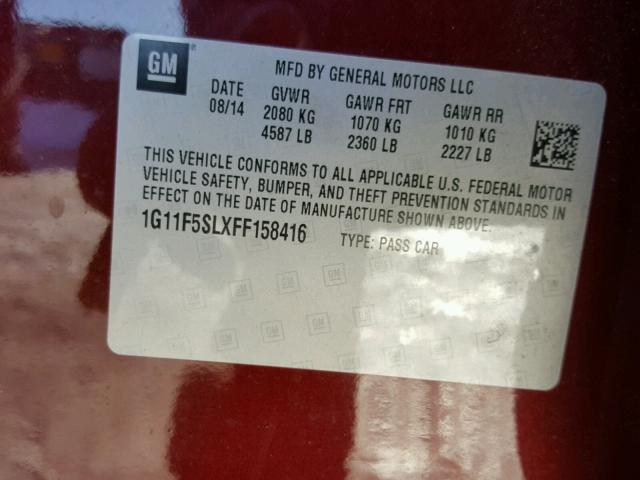 GM ®
MFD BY GENERAL MOTORS LLC
DATE GVWR GAWR FRT GAWR RR
08/14 2080 KG 1070 KG 1010 KG
4587 LB 2360 LB 2227 LB
THIS VEHICLE CONFORMS TO ALL APPLICABLE U.S. FEDERAL MOTOR
VEHICLE SAFETY, BUMPER, AND THEFT PREVENTION STANDARDS IN
EFFECT ON THE DATE OF MANUFACTURE SHOWN ABOVE.
1G11F5SLXFF158416 TYPE: PASS CAR